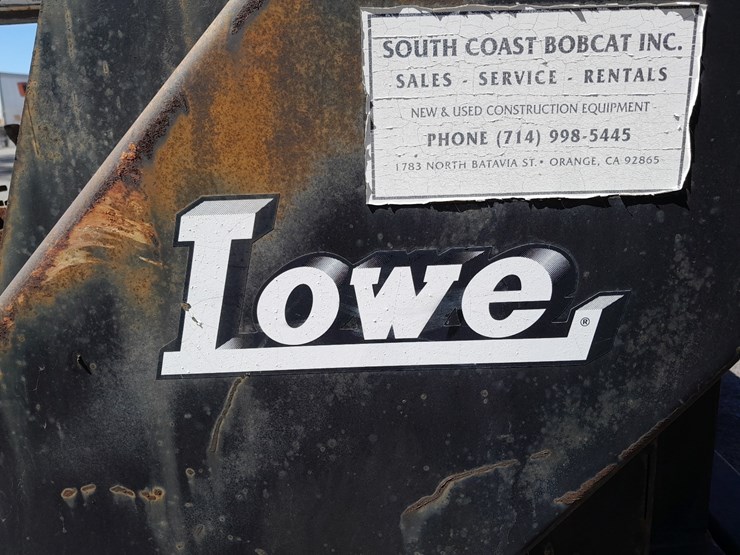 SOUTH COAST BOBCAT INC.
SALES - SERVICE - RENTALS
NEW & USED CONSTRUCTION EQUIPMENT
PHONE (714) 998-5445
1783 NORTH BATAVIA ST. • ORANGE, CA 92865
Lowe ®